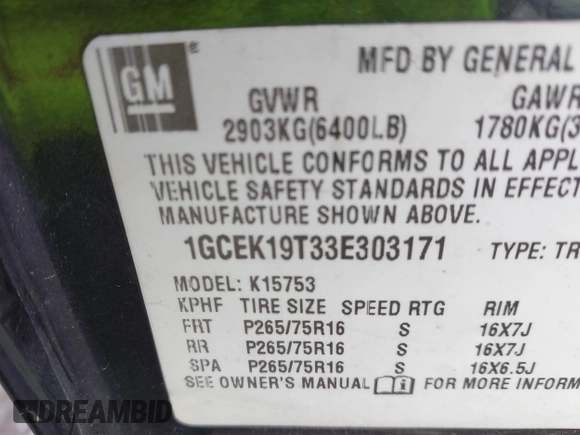 GM ®
MFD BY GENERAL
GVWR GAWR
2903KG(6400LB) 1780KG(3
THIS VEHICLE CONFORMS TO ALL APPL
VEHICLE SAFETY STANDARDS IN EFFECT
MANUFACTURE SHOWN ABOVE.
1GCEK19T33E303171 TYPE: TR
MODEL: K15753
KPHF TIRE SIZE SPEED RTG RIM
FRT P265/75R16 S 16X7J
RR P265/75R16 S 16X7J
SPA P265/75R16 S 16X6.5J
SEE OWNER'S MANUAL i FOR MORE INFORM
DREAMBID